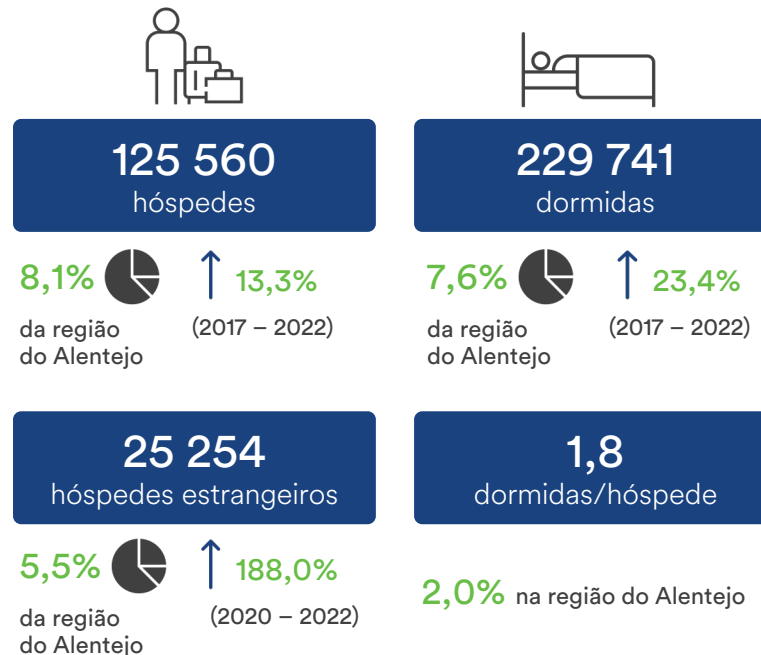 125 560
hóspedes
229 741
dormidas
8,1%
13,3%
da região
do Alentejo
(2017 – 2022)
7,6%
23,4%
da região
do Alentejo
(2017 – 2022)
25 254
hóspedes estrangeiros
1,8
dormidas/hóspede
5,5%
188,0%
da região
do Alentejo
(2020 – 2022)
2,0% na região do Alentejo